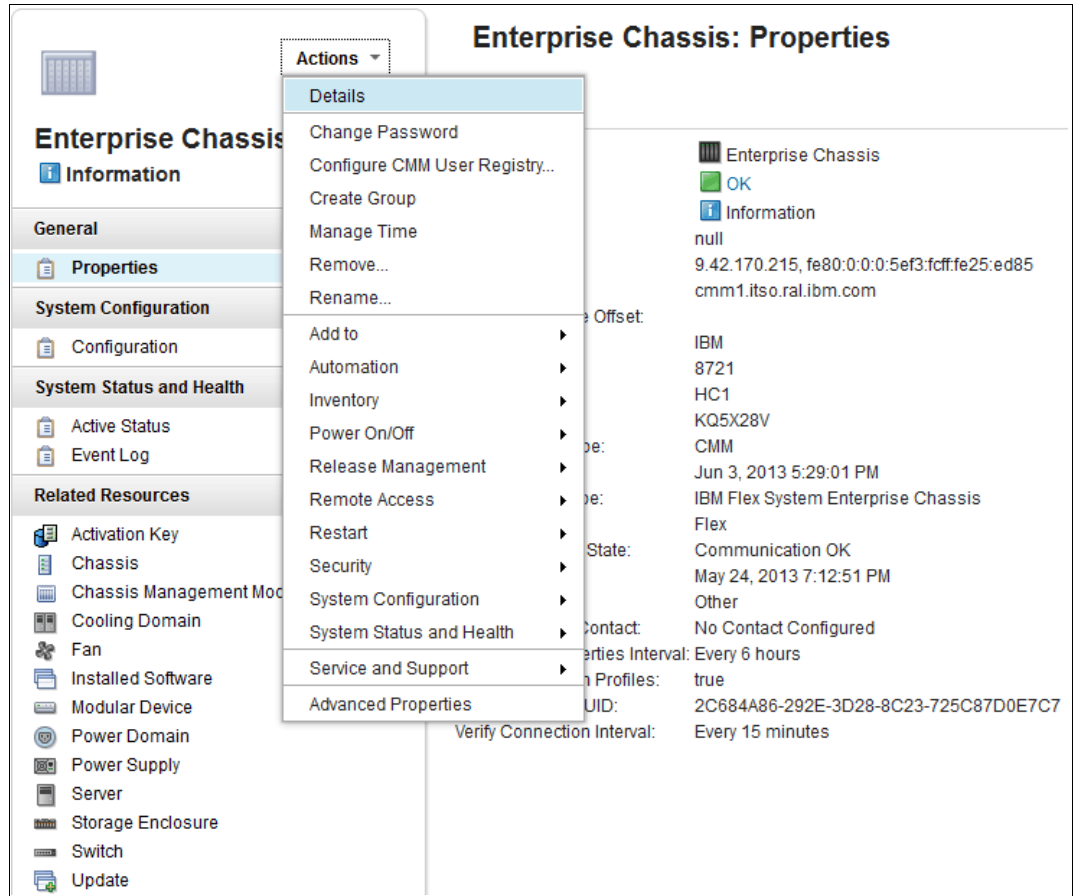 Enterprise Chassis: Properties
Actions
Enterprise Chassis
Information
General
Properties
System Configuration
Configuration
System Status and Health
Active Status
Event Log
Related Resources
Activation Key
Chassis
Chassis Management
Cooling Domain
Fan
Installed Software
Modular Device
Power Domain
Power Supply
Server
Storage Enclosure
Switch
Update
Details
Change Password
Configure CMM User Registry...
Create Group
Manage Time
Remove...
Rename...
Add to
Automation
Inventory
Power On/Off
Release Management
Remote Access
Restart
Security
System Configuration
System Status and Health
Service and Support
Advanced Properties
Enterprise Chassis
OK
Information
null
9.42.170.215, fe80:0:0:0:5ef3:fcff:fe25:ed85
cmm1.itso.ral.ibm.com
Offset:
IBM
8721
HC1
KQ5X28V
CMM
Jun 3, 2013 5:29:01 PM
IBM Flex System Enterprise Chassis
Flex
State: Communication OK
May 24, 2013 7:12:51 PM
Other
Contact: No Contact Configured
Interval: Every 6 hours
Profiles: true
2C684A86-292E-3D28-8C23-725C87D0E7C7
Verify Connection Interval: Every 15 minutes